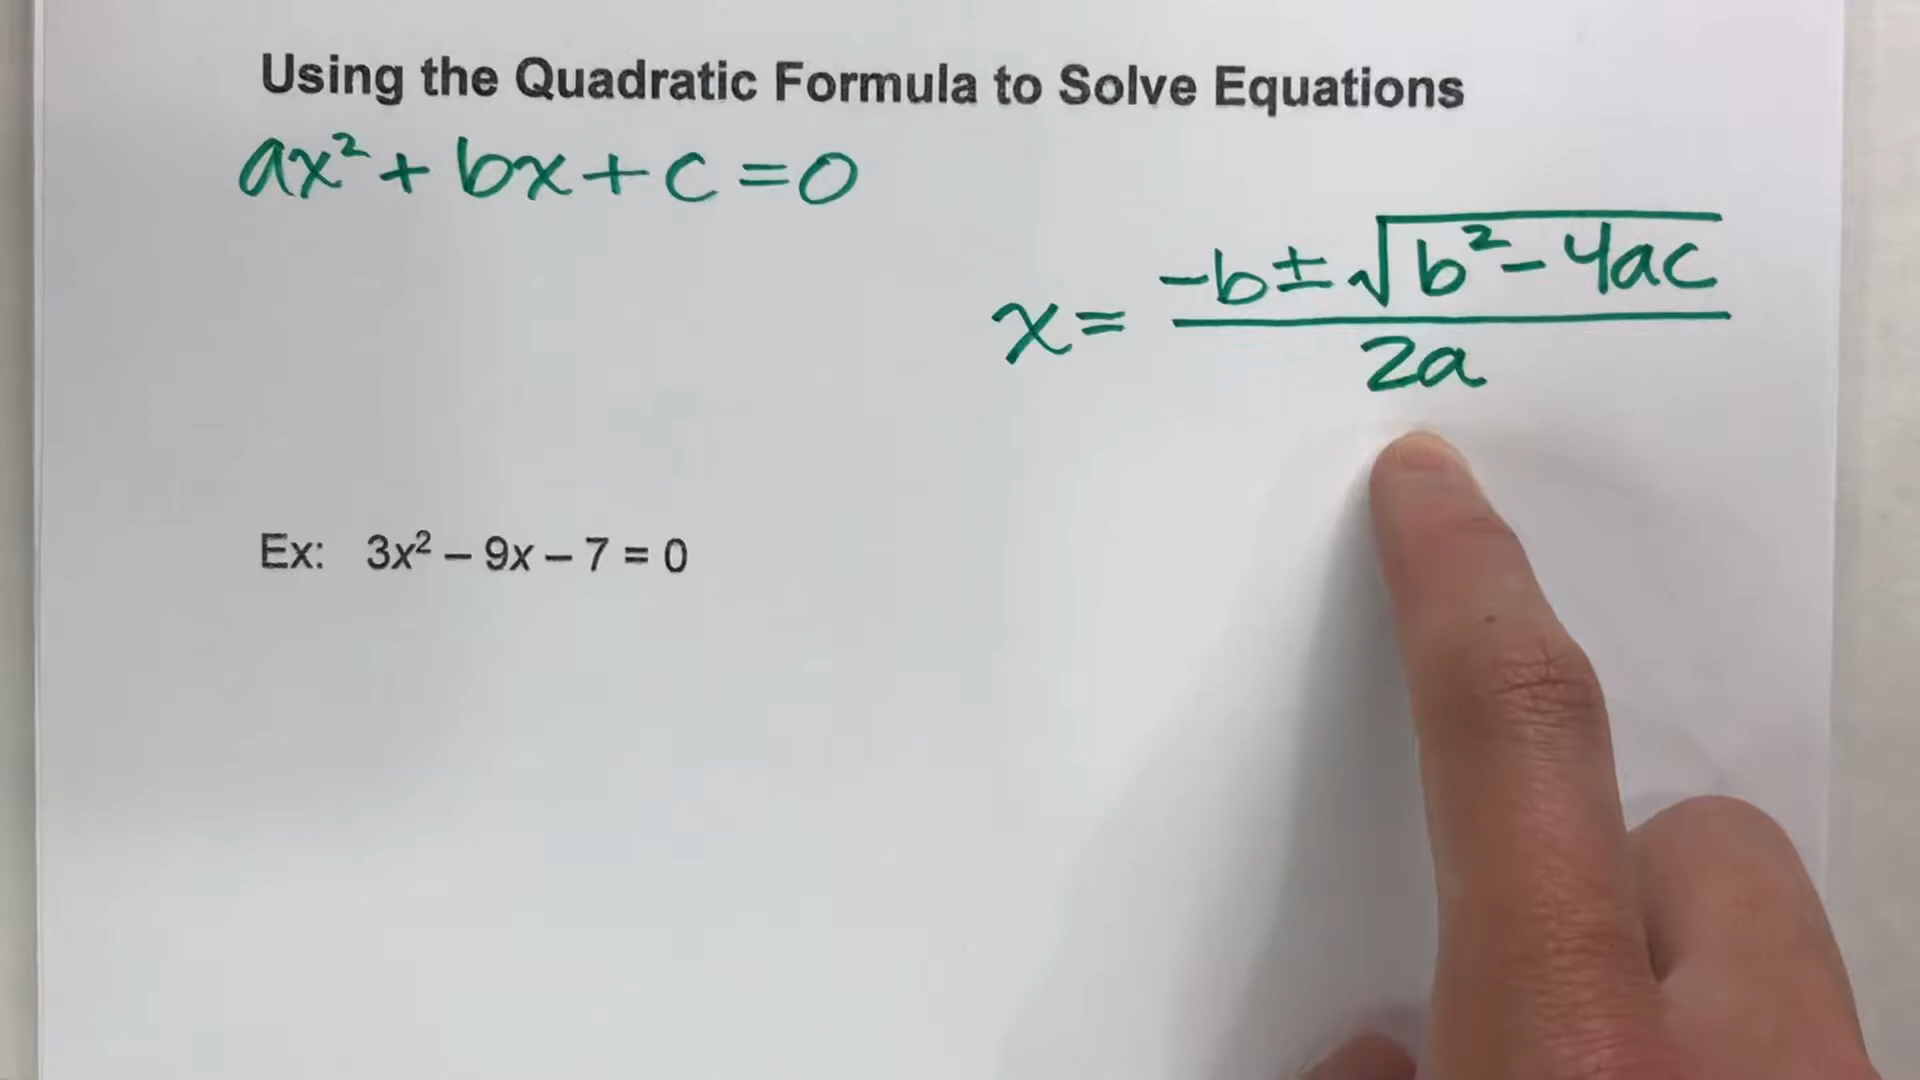 Using the Quadratic Formula to Solve Equations
ax² + bx + c = 0
x = (-b ± √(b² - 4ac)) / 2a
Ex: 3x² – 9x – 7 = 0